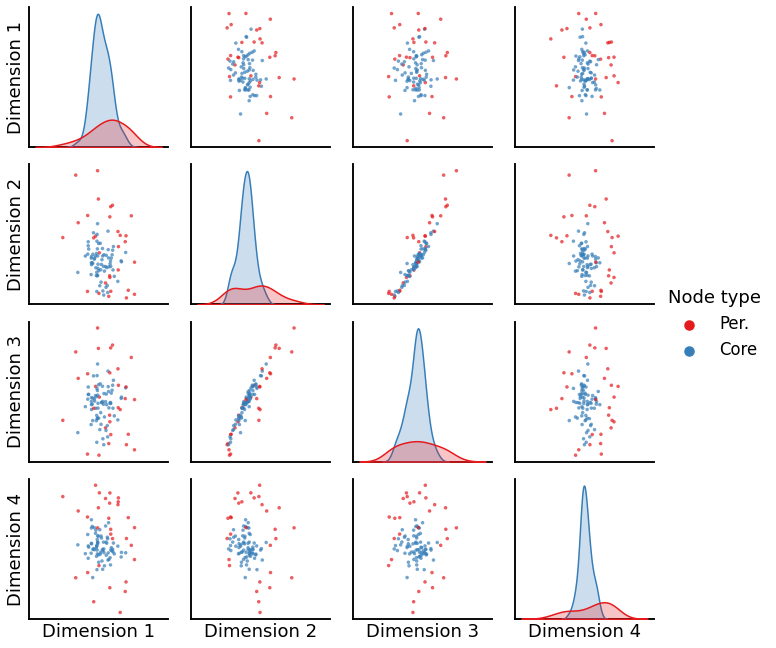 Dimension 1
Dimension 2
Dimension 3
Dimension 4
Node type
Per.
Core
Dimension 1
Dimension 2
Dimension 3
Dimension 4